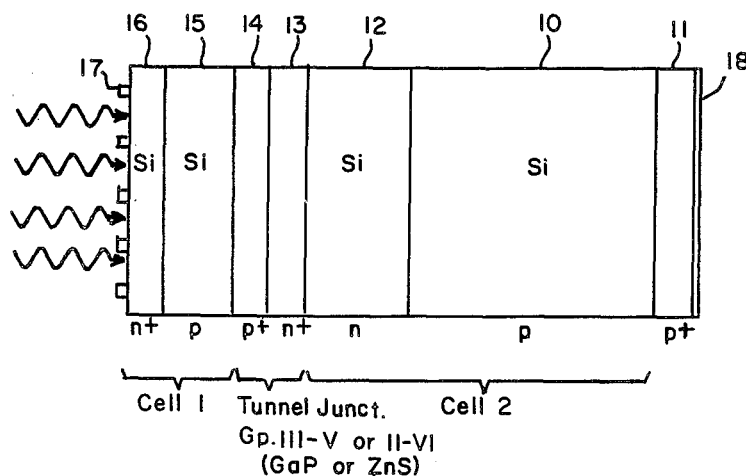 16 15 14 13 12 10 11
17 18
Si Si Si Si
n+ p p+ n+ n p p+
Cell 1 Tunnel Junct. Cell 2
Gp. III-V or II-VI
(GaP or ZnS)